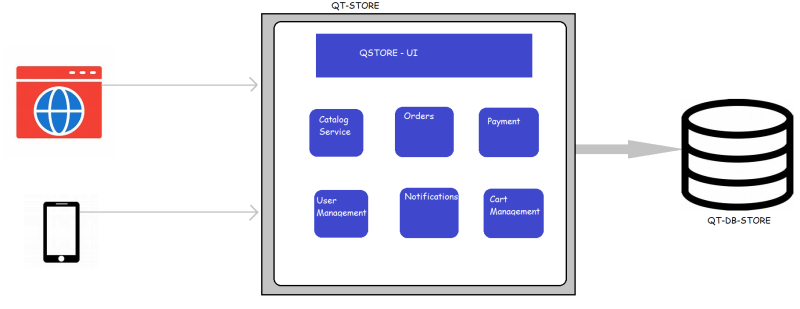 QT-STORE
QSTORE - UI
Catalog
Service
Orders
Payment
User
Management
Notifications
Cart
Management
QT-DB-STORE